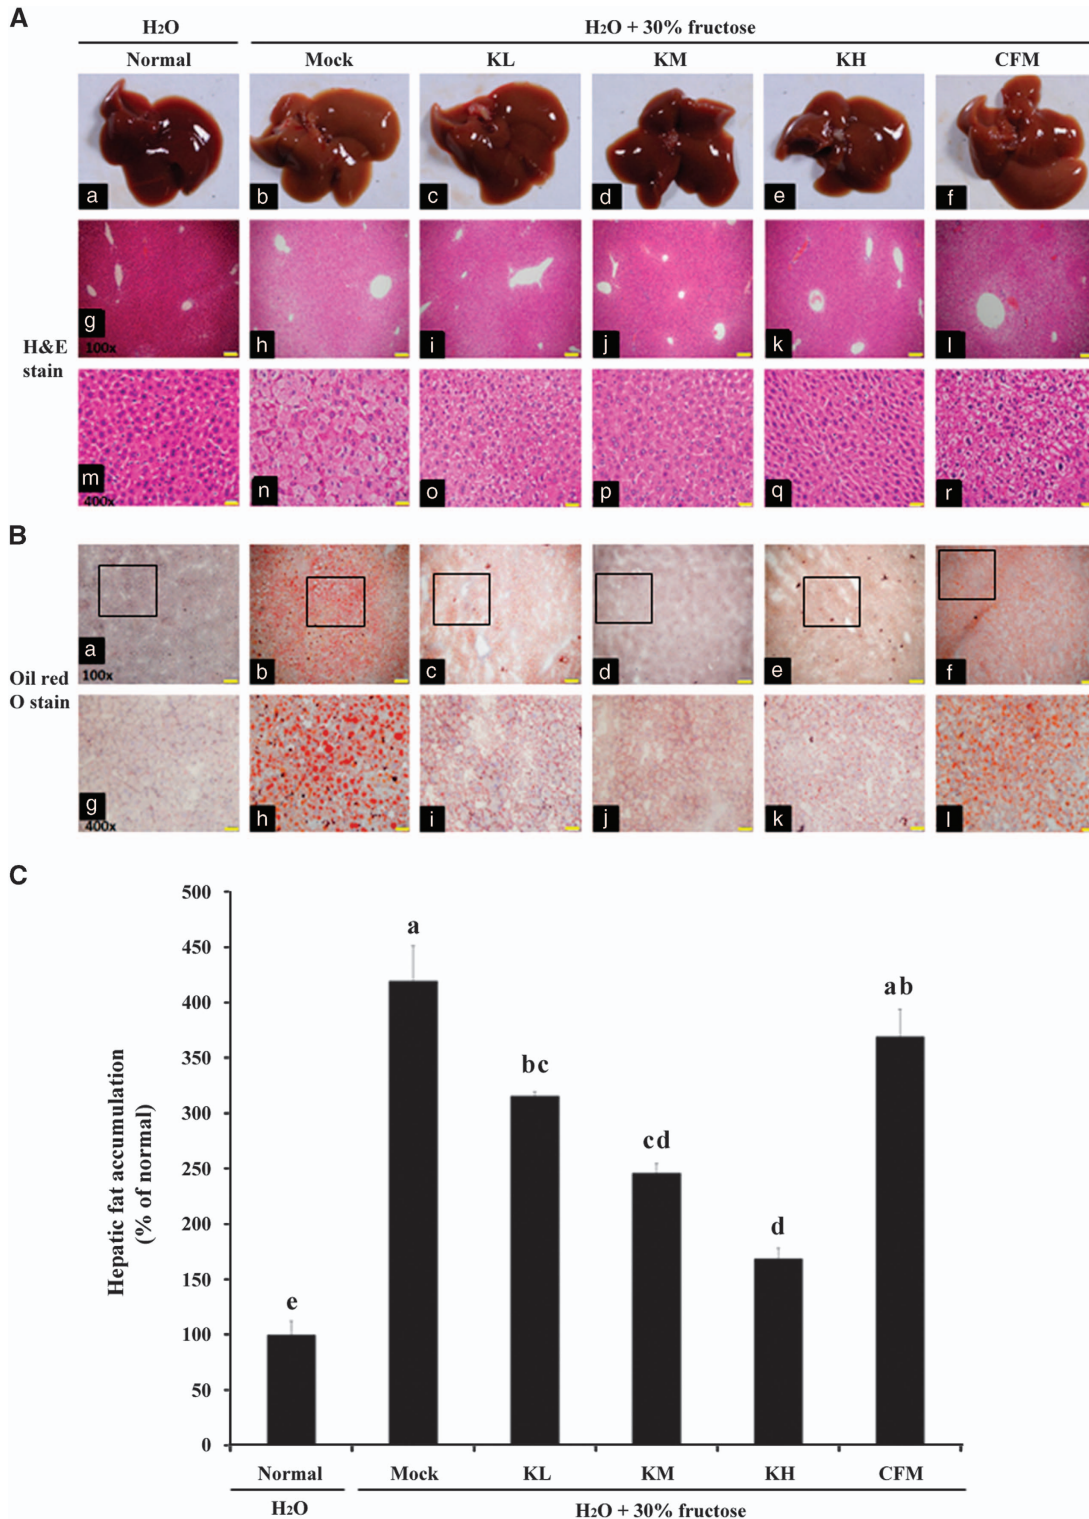 A
H2O
H2O + 30% fructose
Normal
Mock
KL
KM
KH
CFM
a
b
c
d
e
f
H&E
stain
g
100x
h
i
j
k
l
m
400x
n
o
p
q
r
B
Oil red
O stain
a
100x
b
c
d
e
f
g
400x
h
i
j
k
l
C
Hepatic fat accumulation
(% of normal)
500
450
400
350
300
250
200
150
100
50
0
e
a
bc
cd
d
ab
Normal
Mock
KL
KM
KH
CFM
H2O
H2O + 30% fructose